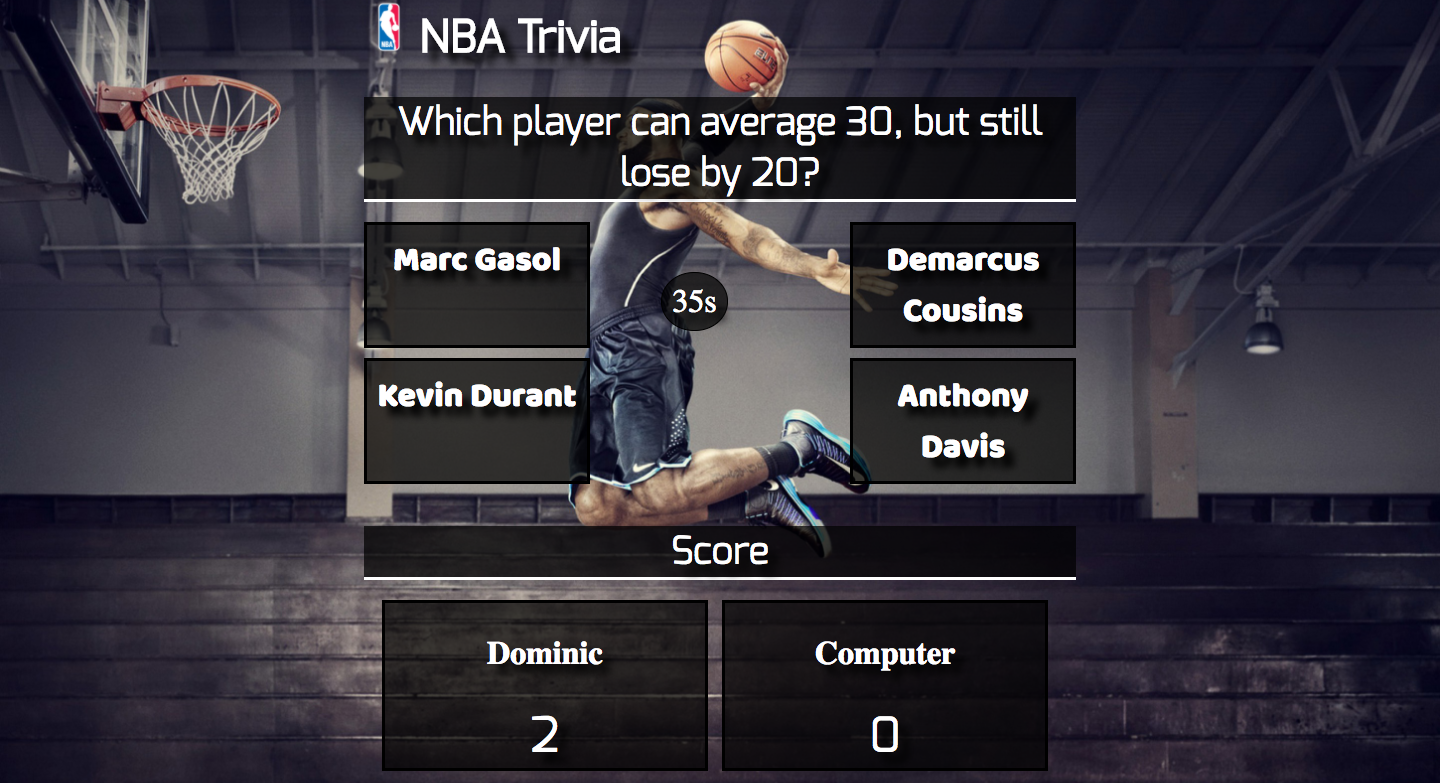 NBA Trivia
Which player can average 30, but still
lose by 20?
Marc Gasol
Demarcus
Cousins
35s
Kevin Durant
Anthony
Davis
Score
Dominic
Computer
2
0